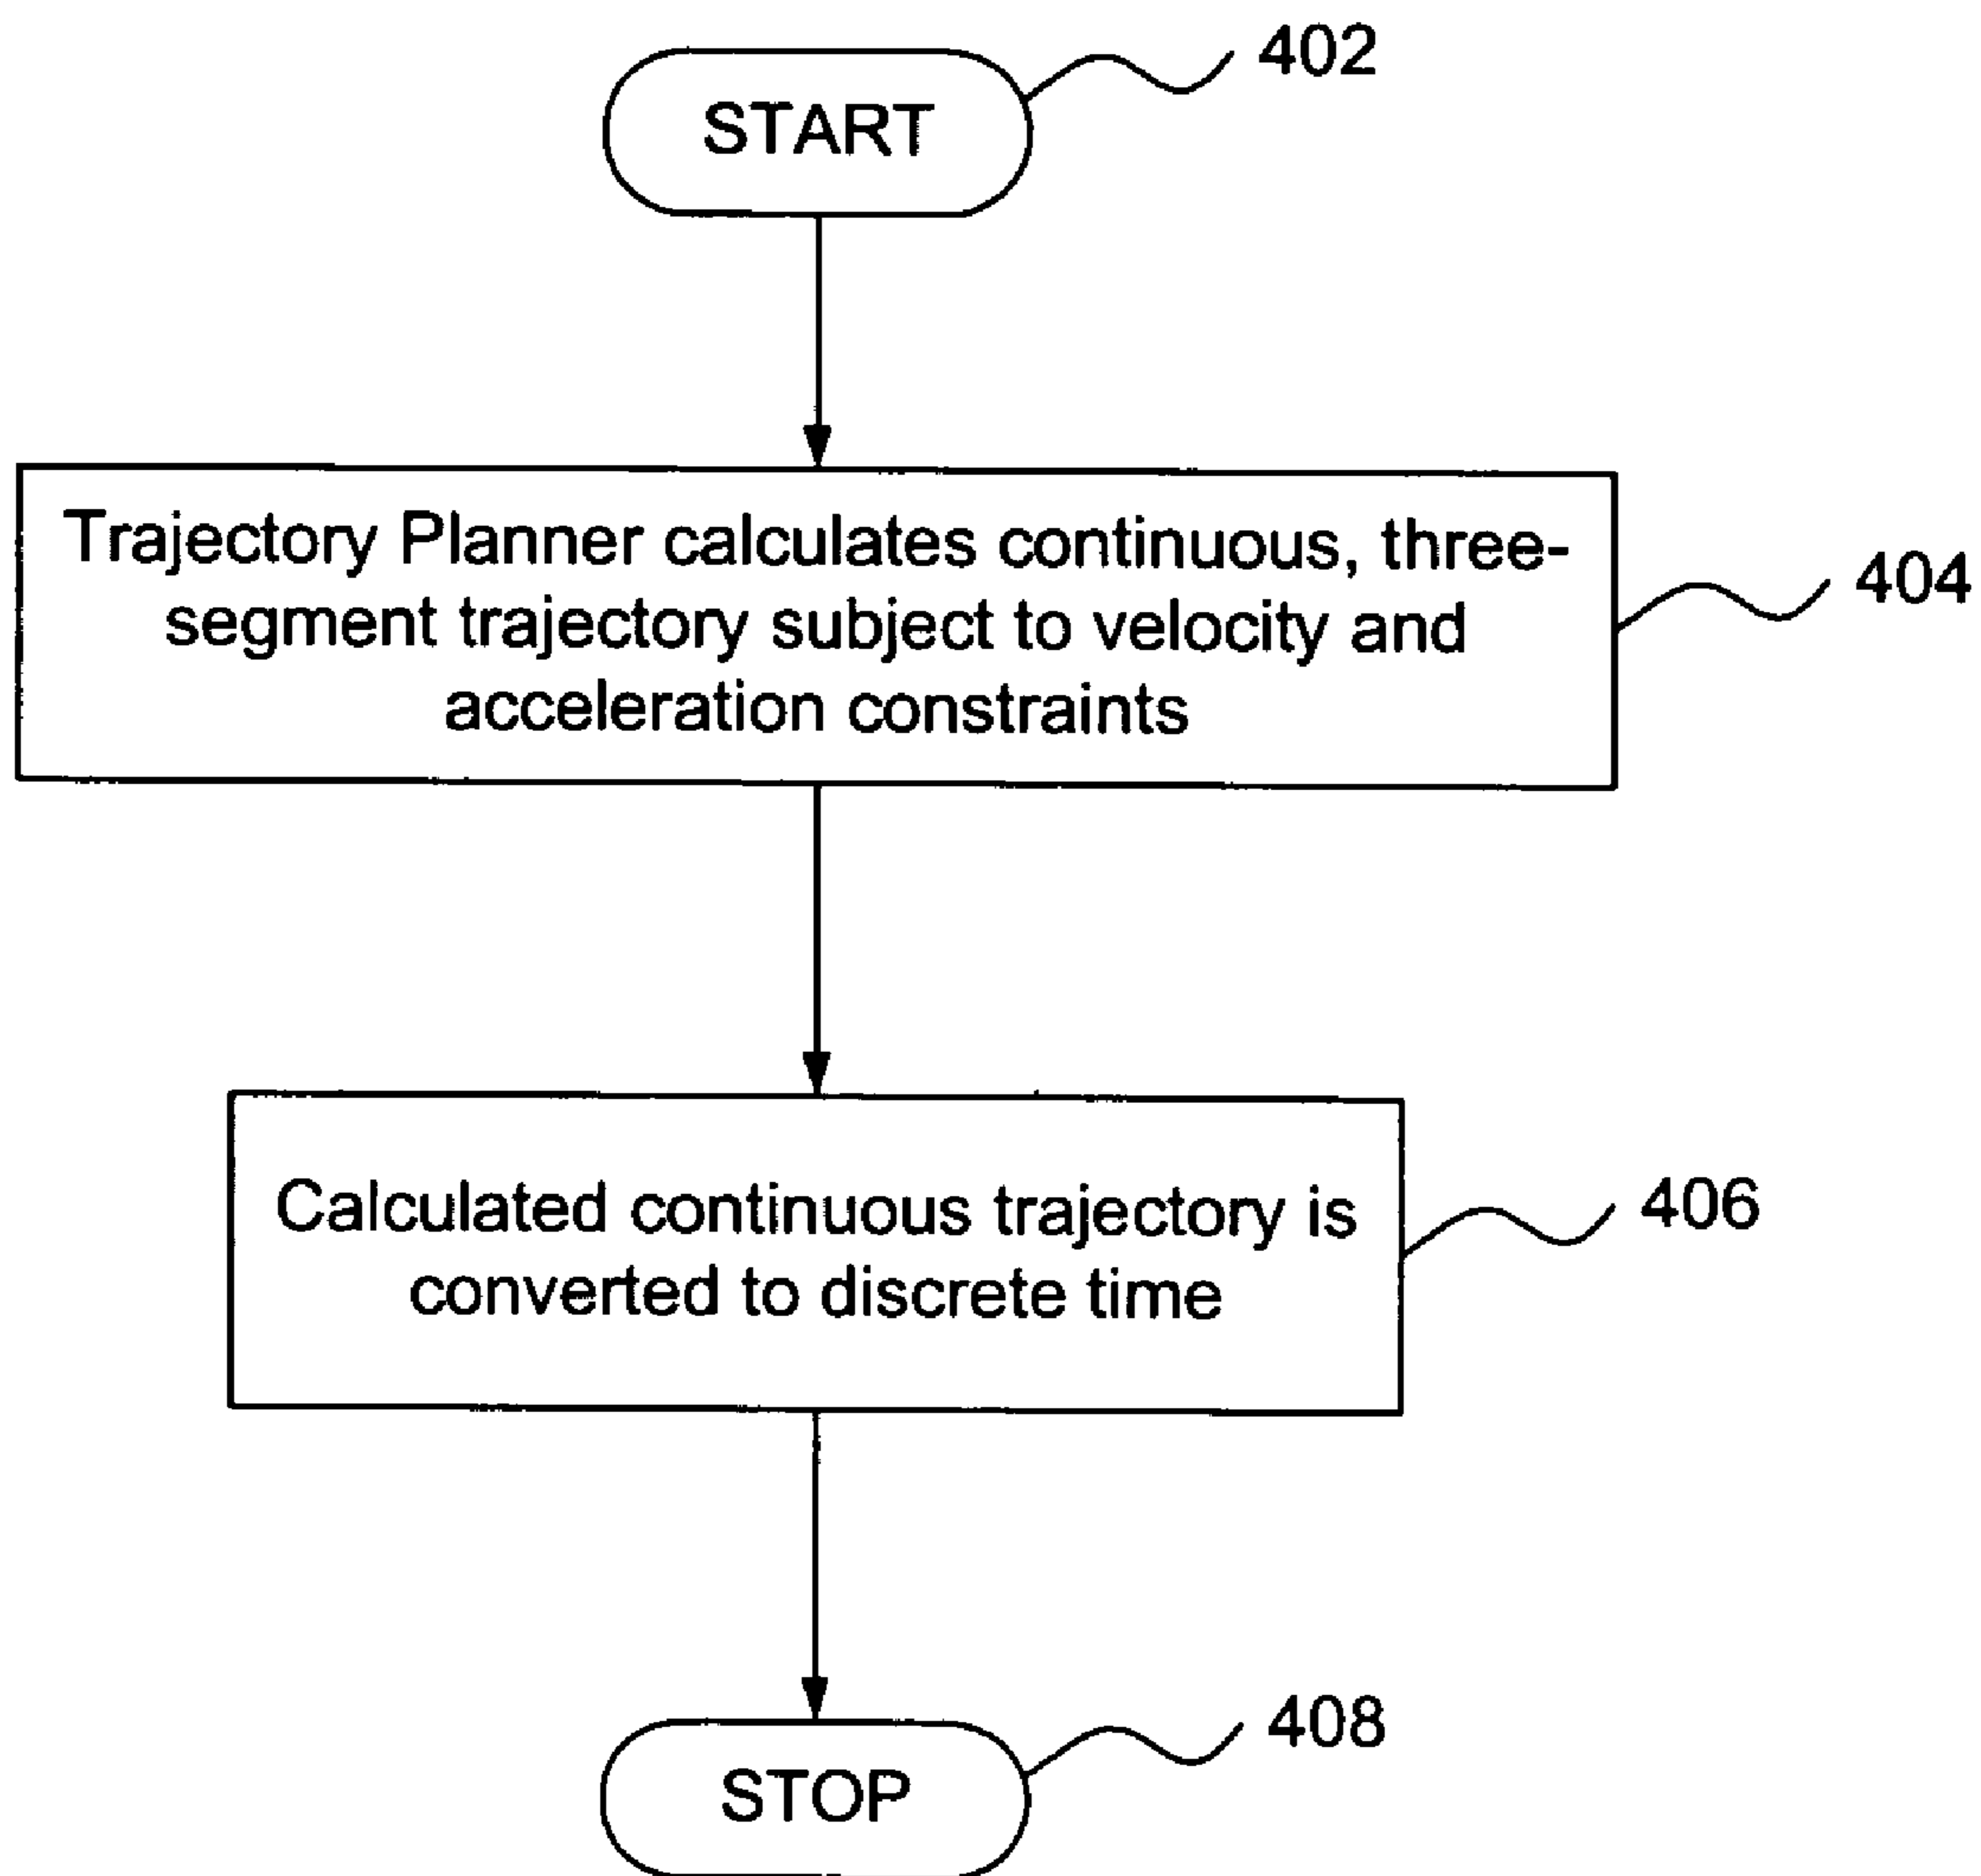 402
START
Trajectory Planner calculates continuous, three-
segment trajectory subject to velocity and
acceleration constraints
404
Calculated continuous trajectory is
converted to discrete time
406
408
STOP